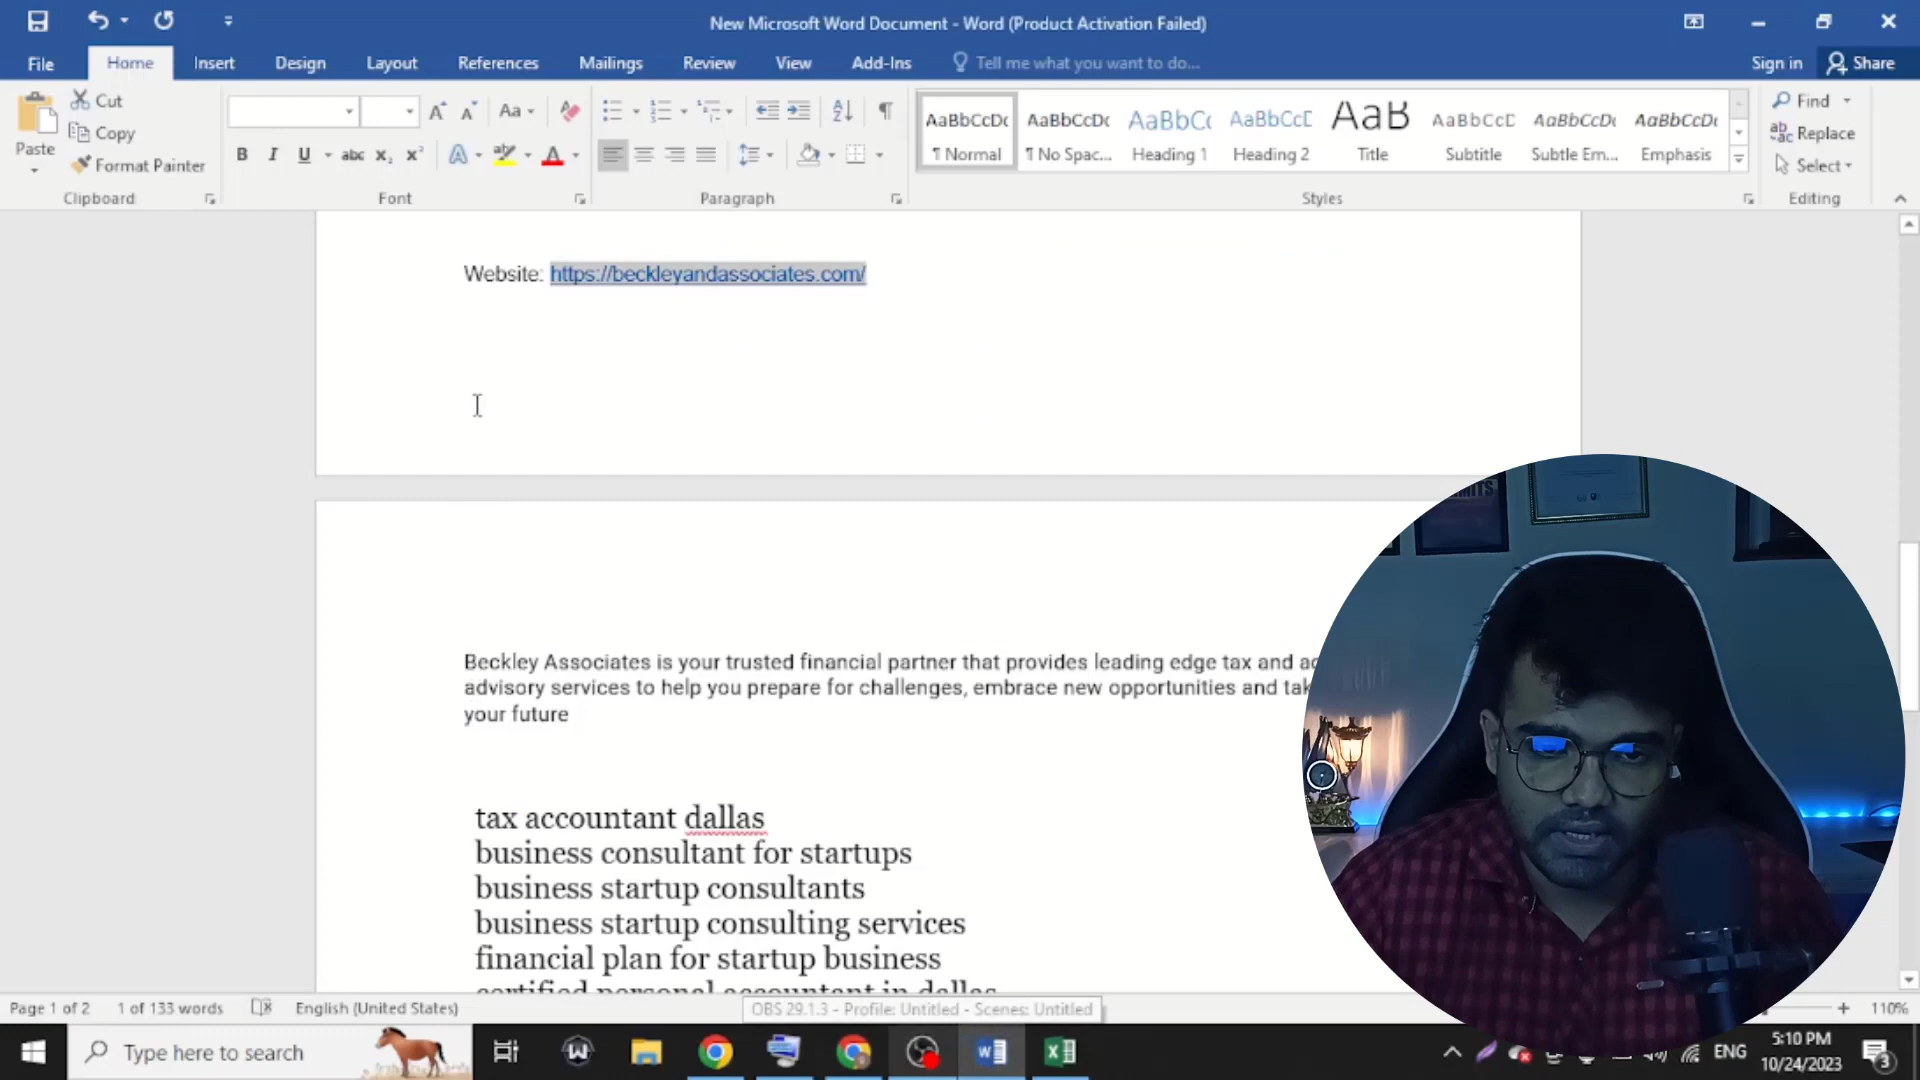 New Microsoft Word Document - Word (Product Activation Failed)
File Home Insert Design Layout References Mailings Review View Add-Ins Tell me what you want to do... Sign in Share
Paste Cut
Copy
Format Painter
Clipboard
Aa
B I U abc x₂ x² A A
Font
Paragraph
AaBbCcDc AaBbCcDc AaBbC AaBbCcD AaB AaBbCcD AaBbCcDc AaBbCcDc
¶ Normal ¶ No Spac... Heading 1 Heading 2 Title Subtitle Subtle Em... Emphasis
Styles
Find
Replace
Select
Editing
Website: https://beckleyandassociates.com/
Beckley Associates is your trusted financial partner that provides leading edge tax and
advisory services to help you prepare for challenges, embrace new opportunities and
your future
tax accountant dallas
business consultant for startups
business startup consultants
business startup consulting services
financial plan for startup business
certified personal accountant in dallas
Page 1 of 2 1 of 133 words English (United States) OBS 29.1.3 - Profile: Untitled - Scenes: Untitled 110%
Type here to search ENG 5:10 PM
10/24/2023 3